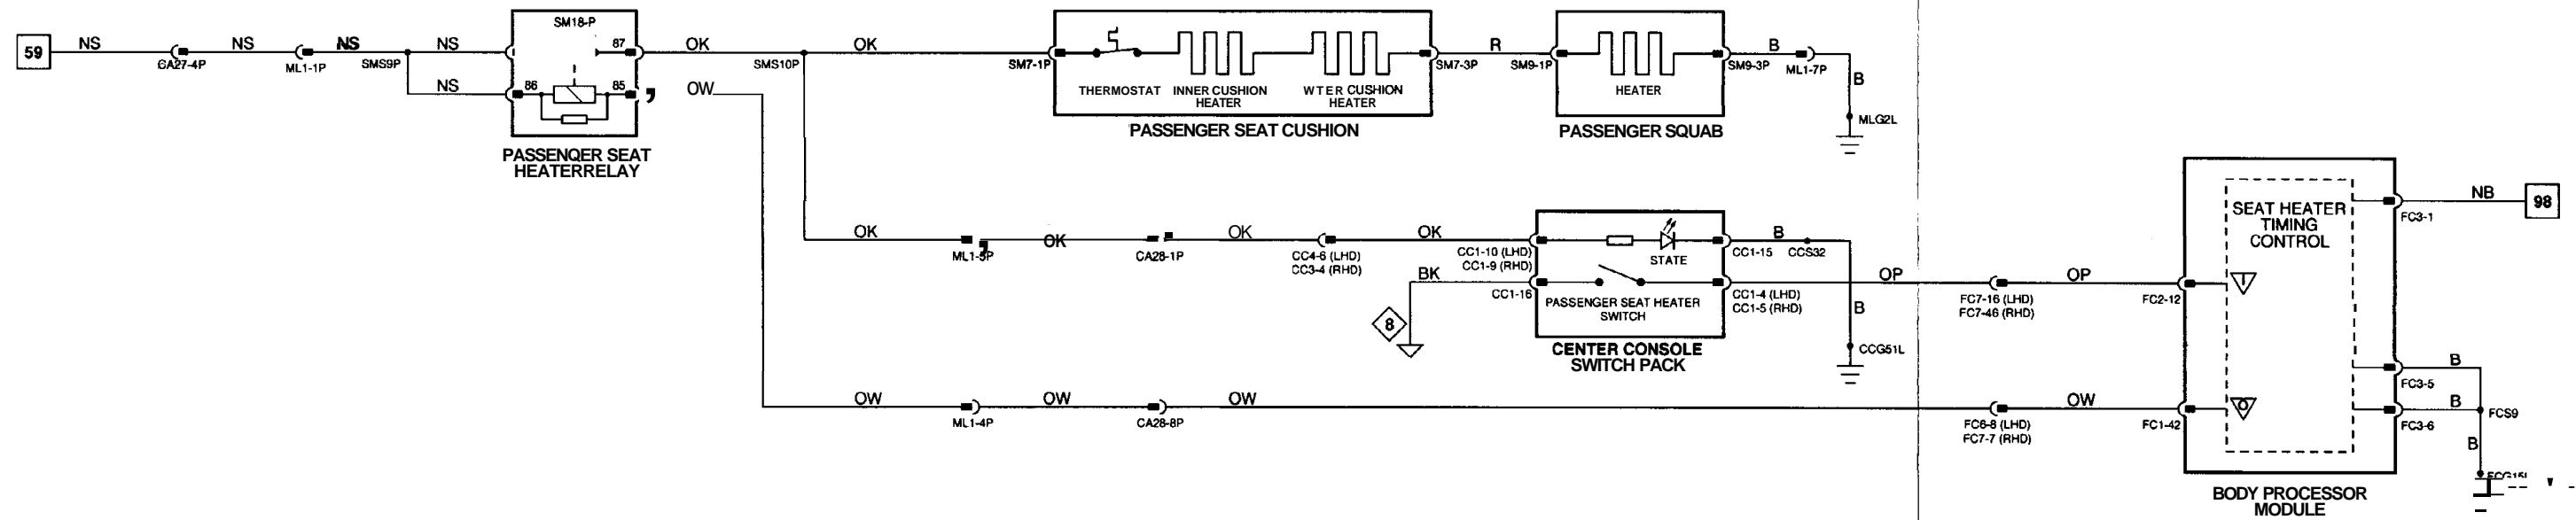 SM18-P
59
NS
NS
NS
NS
87
OK
OK
R
B
CA27-4P
ML1-1P
SMS9P
SMS10P
SM7-1P
SM7-3P
SM9-1P
SM9-3P
ML1-7P
NS
86
85
OW
B
THERMOSTAT
INNER CUSHION
HEATER
WTER CUSHION
HEATER
HEATER
PASSENGER SEAT CUSHION
PASSENGER SQUAB
MLG2L
PASSENQER SEAT
HEATERRELAY
SEAT HEATER
TIMING
CONTROL
NB
98
FC3-1
OK
OK
OK
OK
B
ML1-5P
CA28-1P
CC4-6 (LHD)
CC3-4 (RHD)
CC1-10 (LHD)
CC1-9 (RHD)
STATE
CC1-15
CCS32
BK
OP
OP
I
CC1-16
PASSENGER SEAT HEATER
SWITCH
CC1-4 (LHD)
CC1-5 (RHD)
B
FC7-16 (LHD)
FC7-46 (RHD)
FC2-12
8
CENTER CONSOLE
SWITCH PACK
CCG51L
B
FC3-5
OW
OW
OW
OW
O
B
ML1-4P
CA28-8P
FC6-8 (LHD)
FC7-7 (RHD)
FC1-42
FC3-6
FCS9
B
FCG15L
BODY PROCESSOR
MODULE